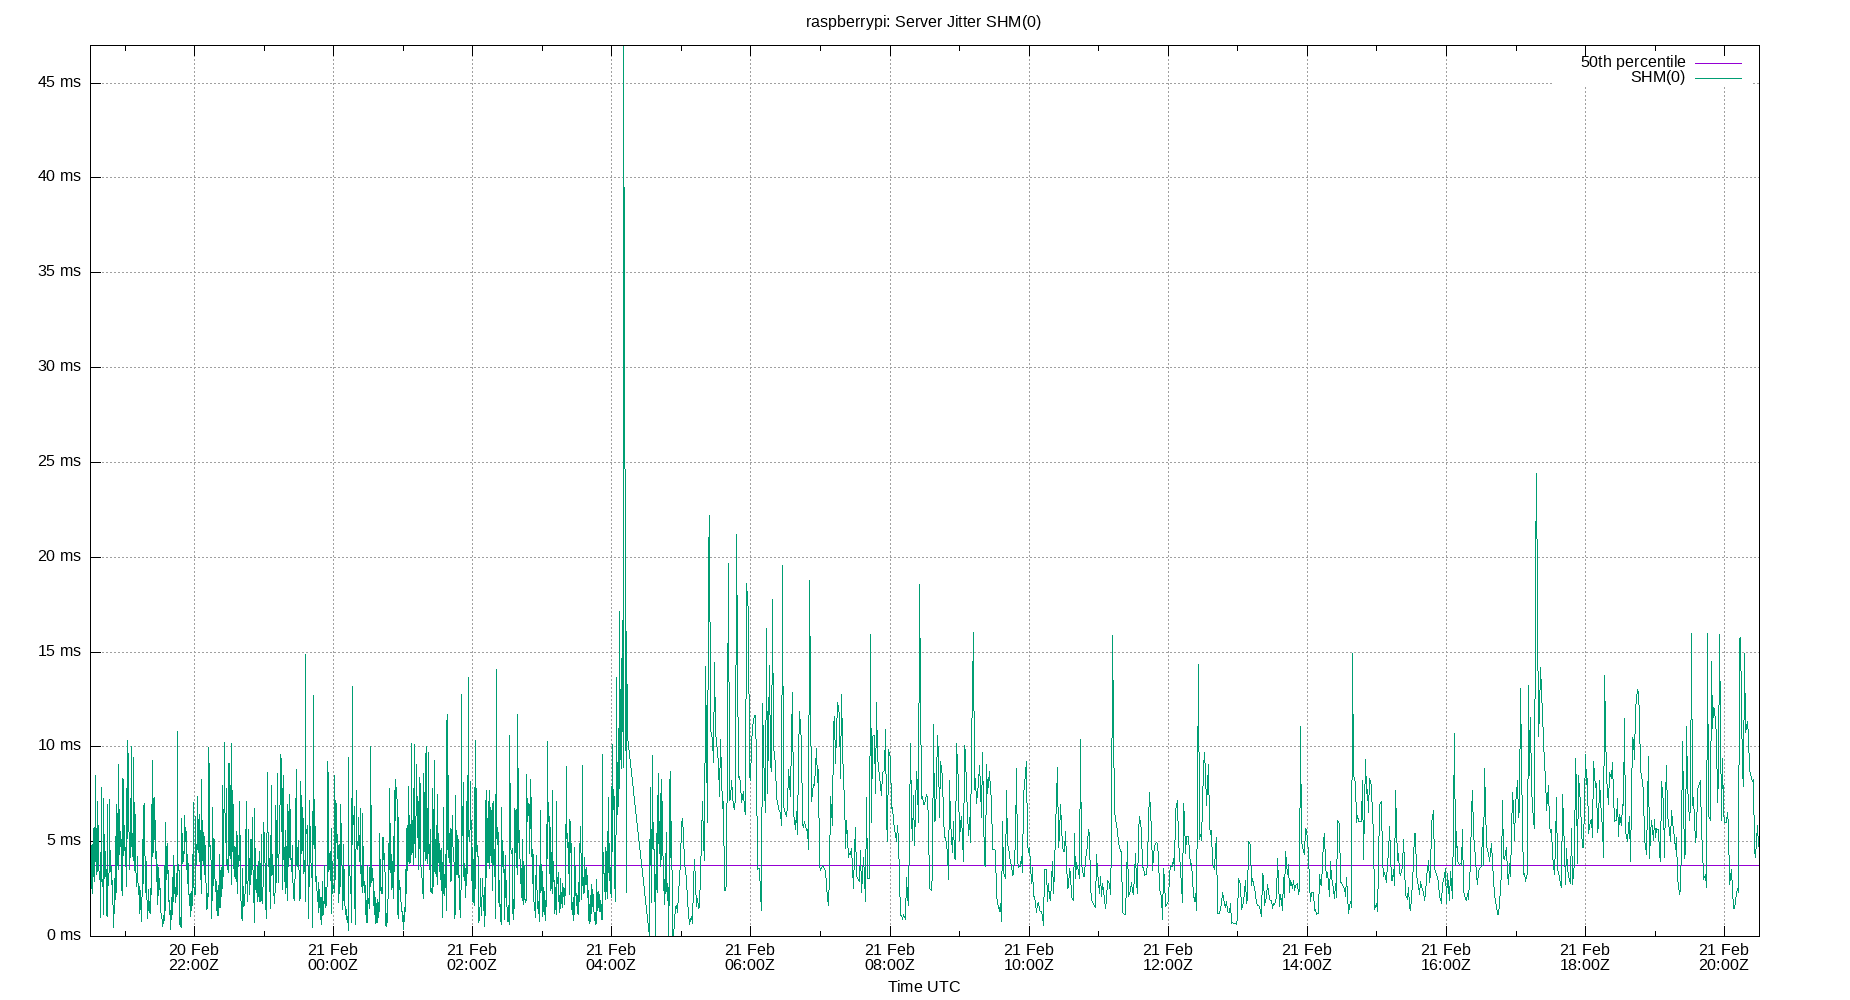 raspberrypi: Server Jitter SHM(0)
50th percentile
SHM(0)
45 ms
40 ms
35 ms
30 ms
25 ms
20 ms
15 ms
10 ms
5 ms
0 ms
20 Feb 21 Feb 21 Feb 21 Feb 21 Feb 21 Feb 21 Feb 21 Feb 21 Feb 21 Feb 21 Feb 21 Feb
22:00Z 00:00Z 02:00Z 04:00Z 06:00Z 08:00Z 10:00Z 12:00Z 14:00Z 16:00Z 18:00Z 20:00Z
Time UTC